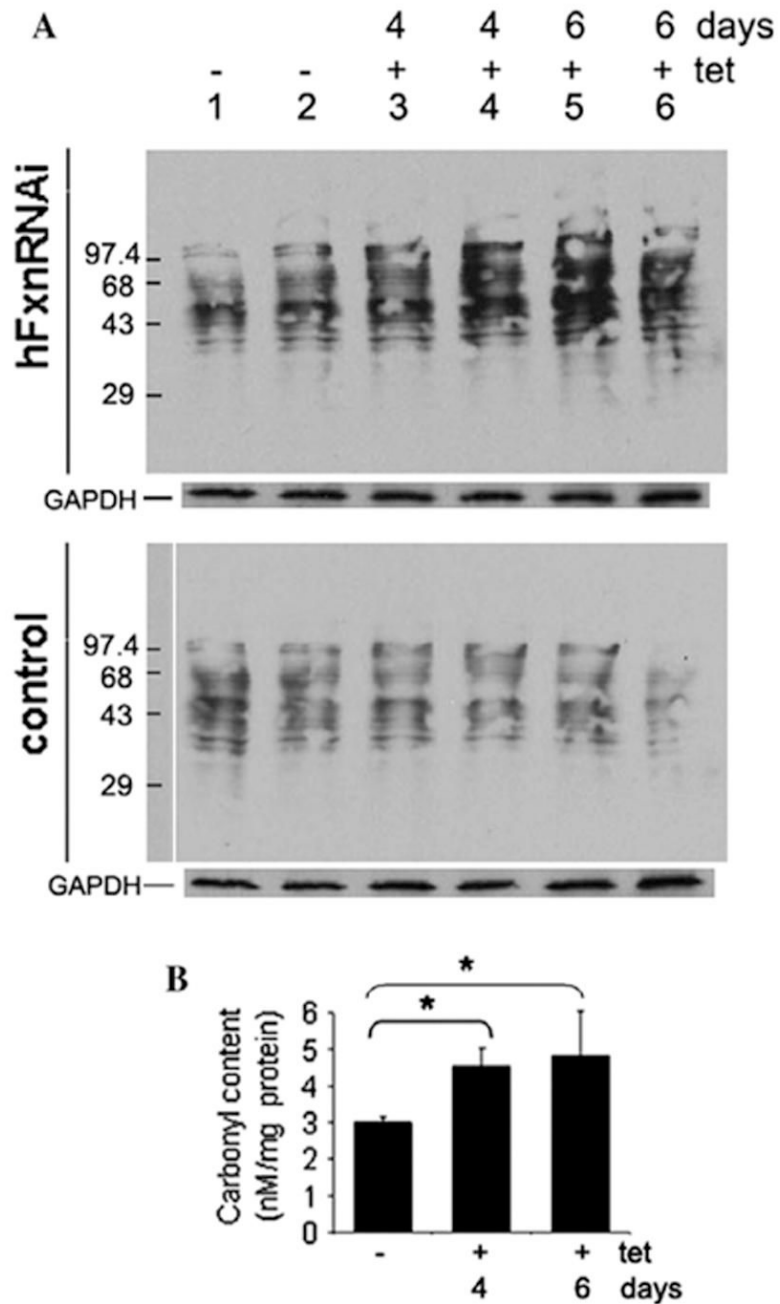 A
4 4 6 6 days
- - + + + + tet
1 2 3 4 5 6
hFxnRNAi
97.4
68
43
29
GAPDH
control
97.4
68
43
29
GAPDH
B
* 
*
Carbonyl content
(nM/mg protein)
6
5
4
3
2
1
0
- + + tet
4 6 days